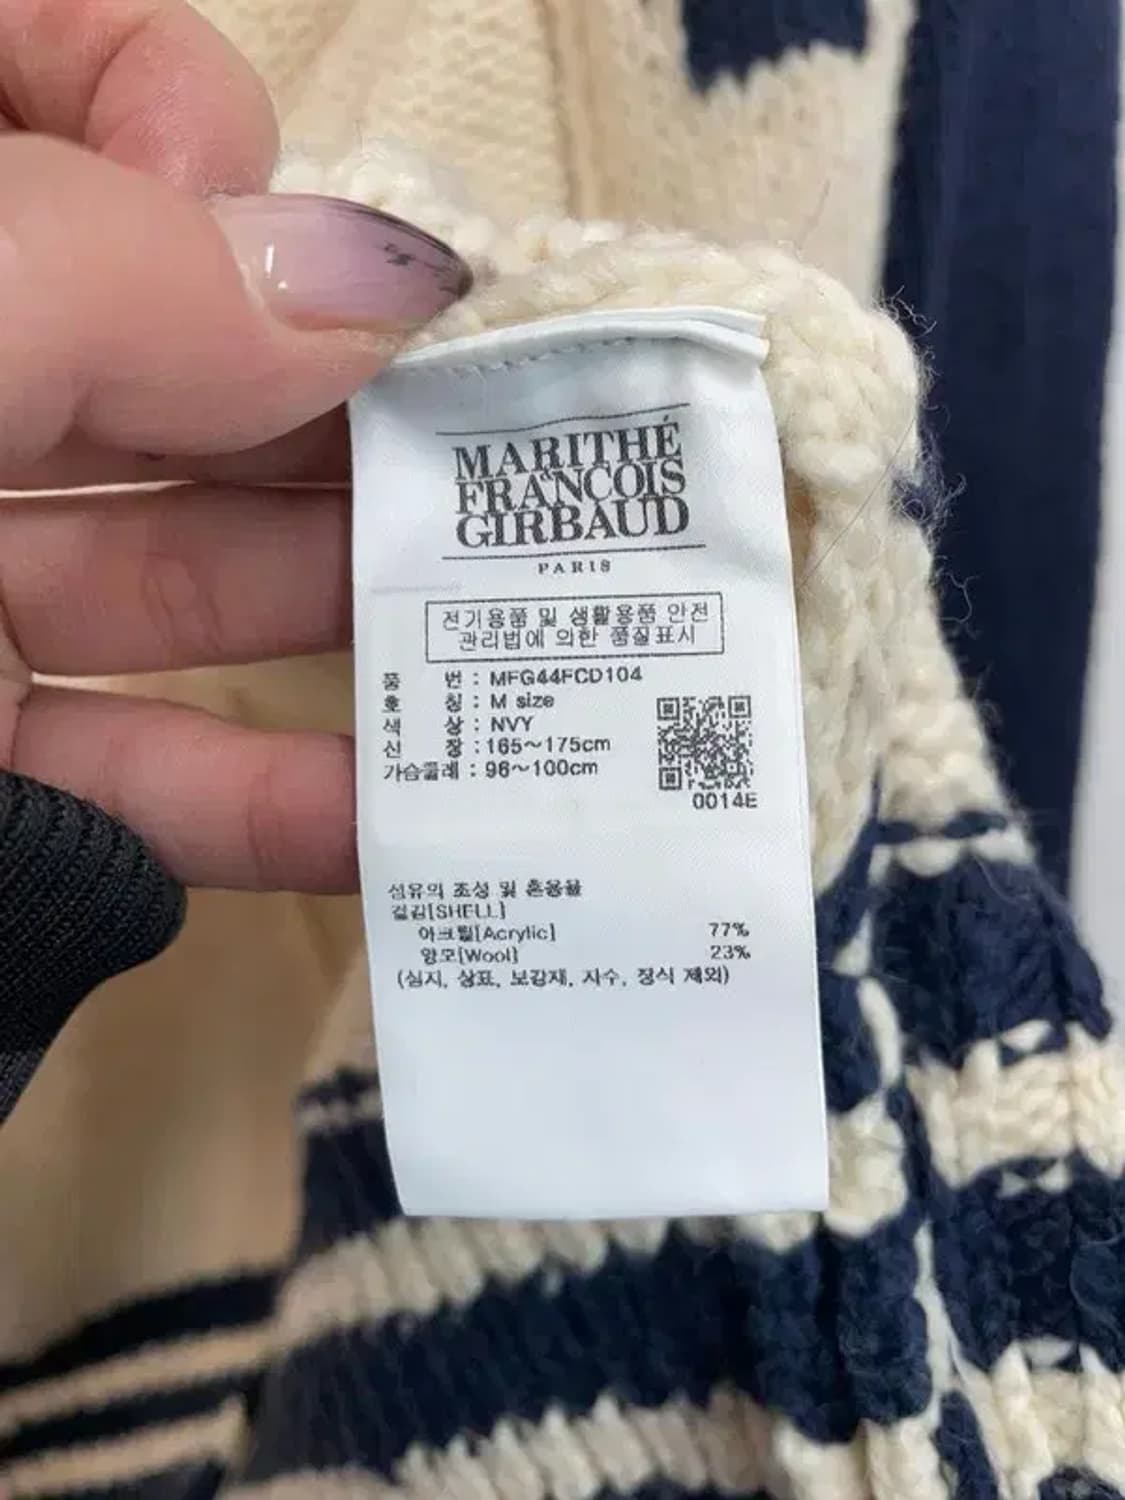 MARITHÉ
&
FRANCOIS
GIRBAUD
PARIS
전기용품 및 생활용품 안전
관리법에 의한 품질표시
품 번 : MFG44FCD104
호 칭 : M size
색 상 : NVY
신 장 : 165~175cm
가슴둘레 : 96~100cm
0014E
섬유의 조성 및 혼용율
겉감[SHELL]
아크릴[Acrylic] 77%
양모[Wool] 23%
(심지, 상표, 보강재, 자수, 장식 제외)